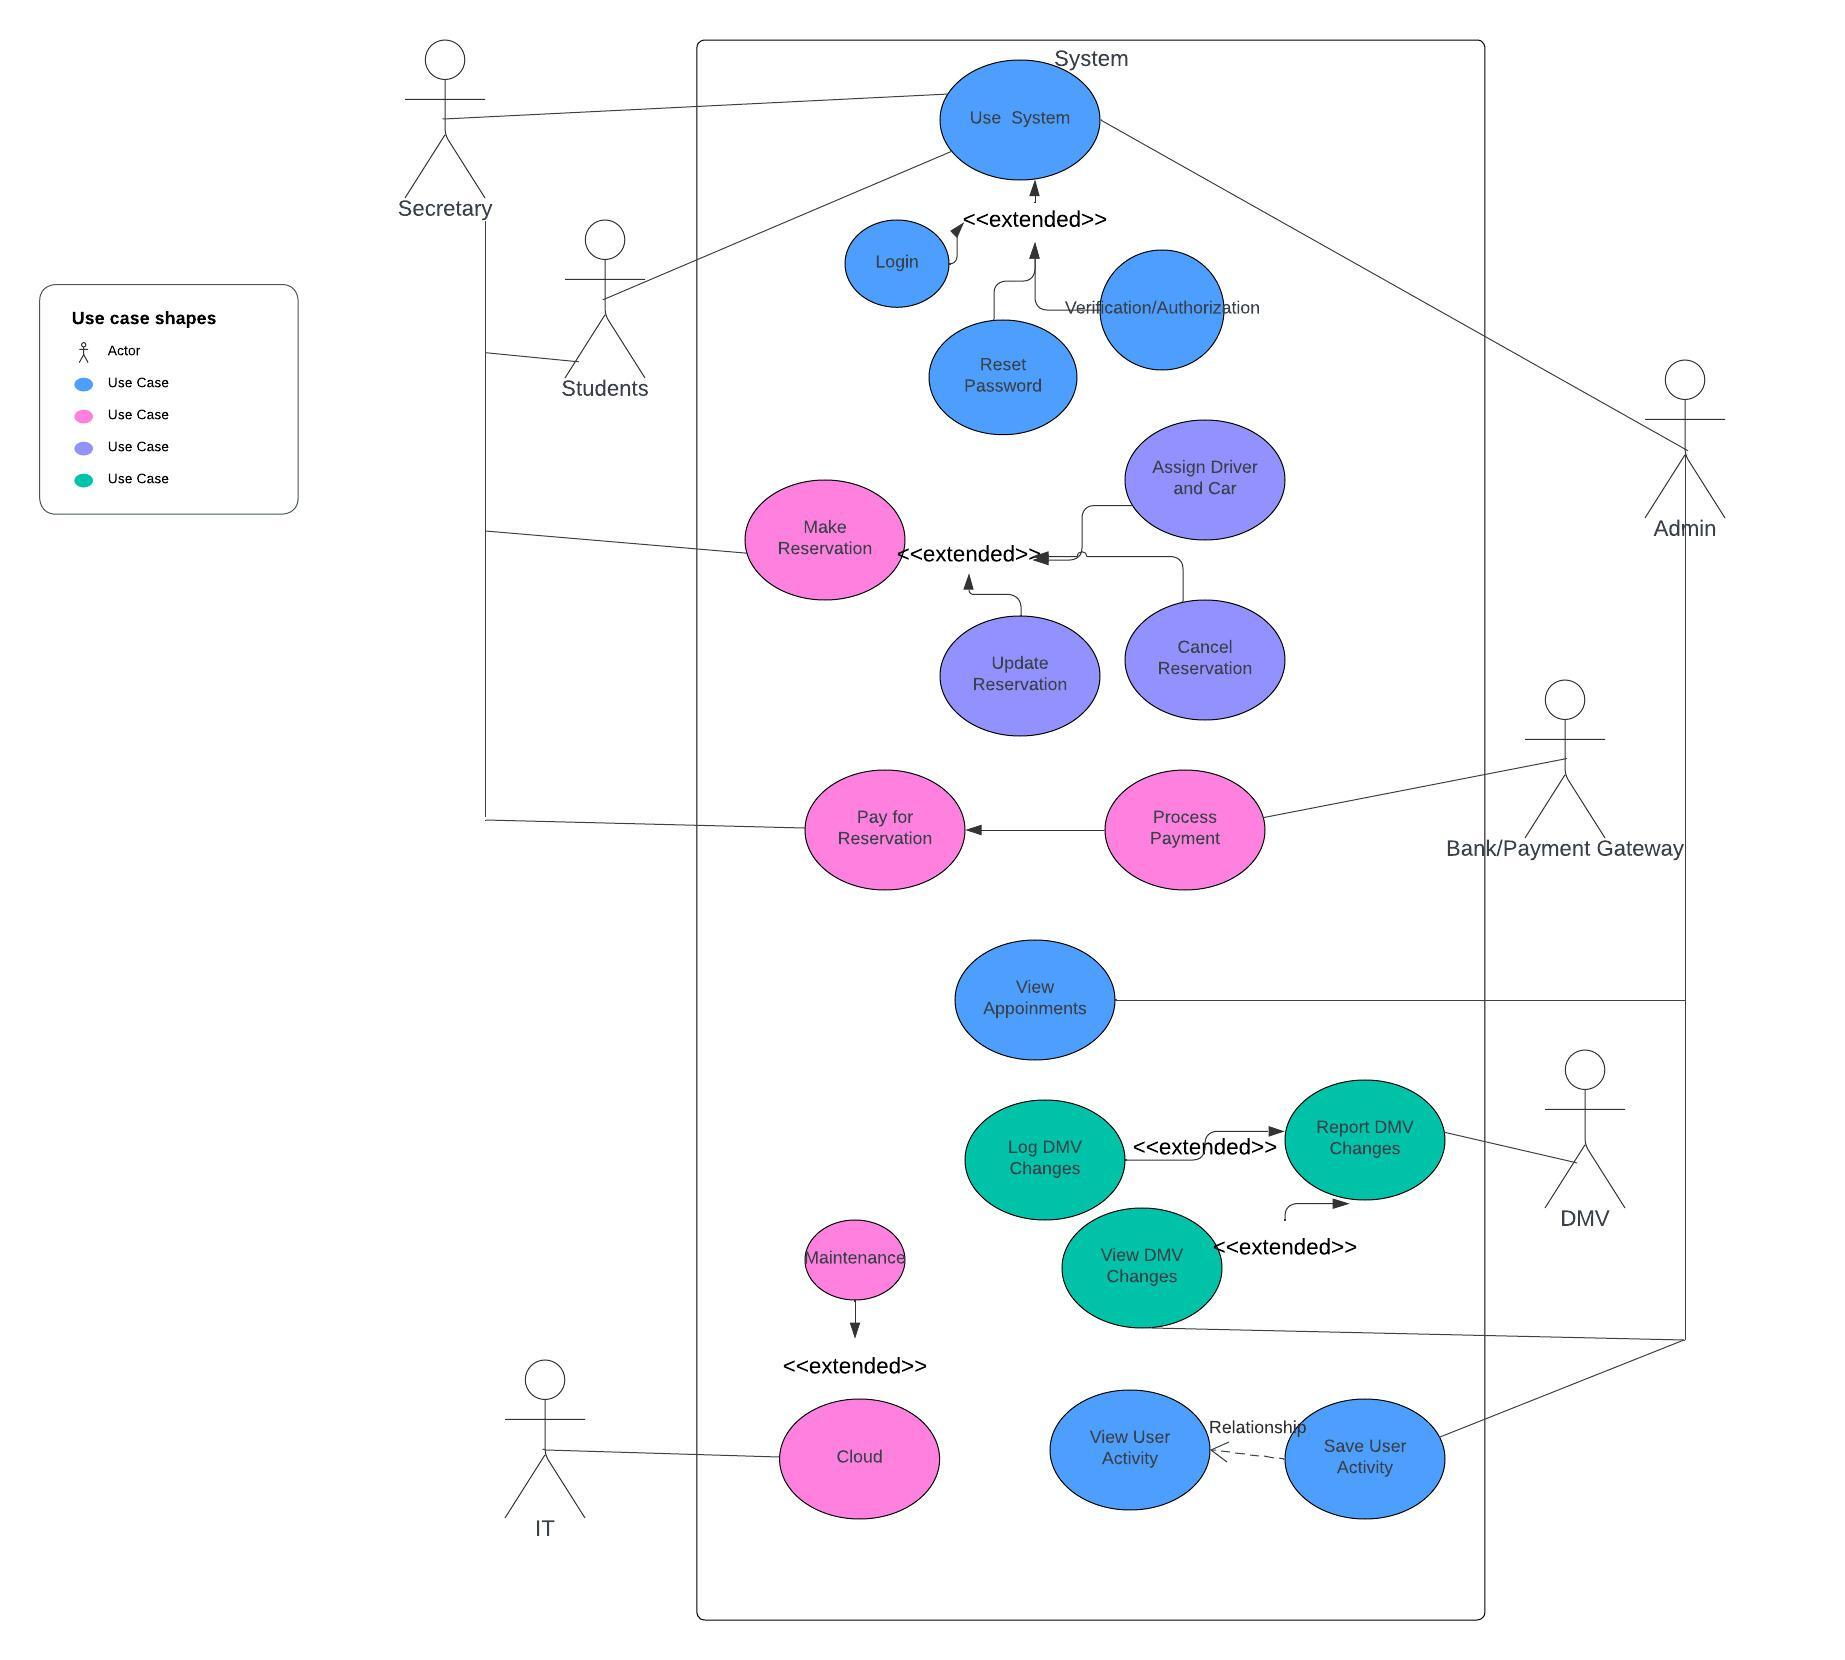 System
Use System
Secretary
<<extended>>
Login
Verification/Authorization
Use case shapes
Actor
Use Case
Use Case
Use Case
Use Case
Students
Reset
Password
Assign Driver
and Car
Make
Reservation
<<extended>>
Admin
Update
Reservation
Cancel
Reservation
Pay for
Reservation
Process
Payment
Bank/Payment Gateway
View
Appoinments
Log DMV
Changes
<<extended>>
Report DMV
Changes
DMV
Maintenance
View DMV
Changes
<<extended>>
<<extended>>
IT
Cloud
View User
Activity
Relationship
Save User
Activity